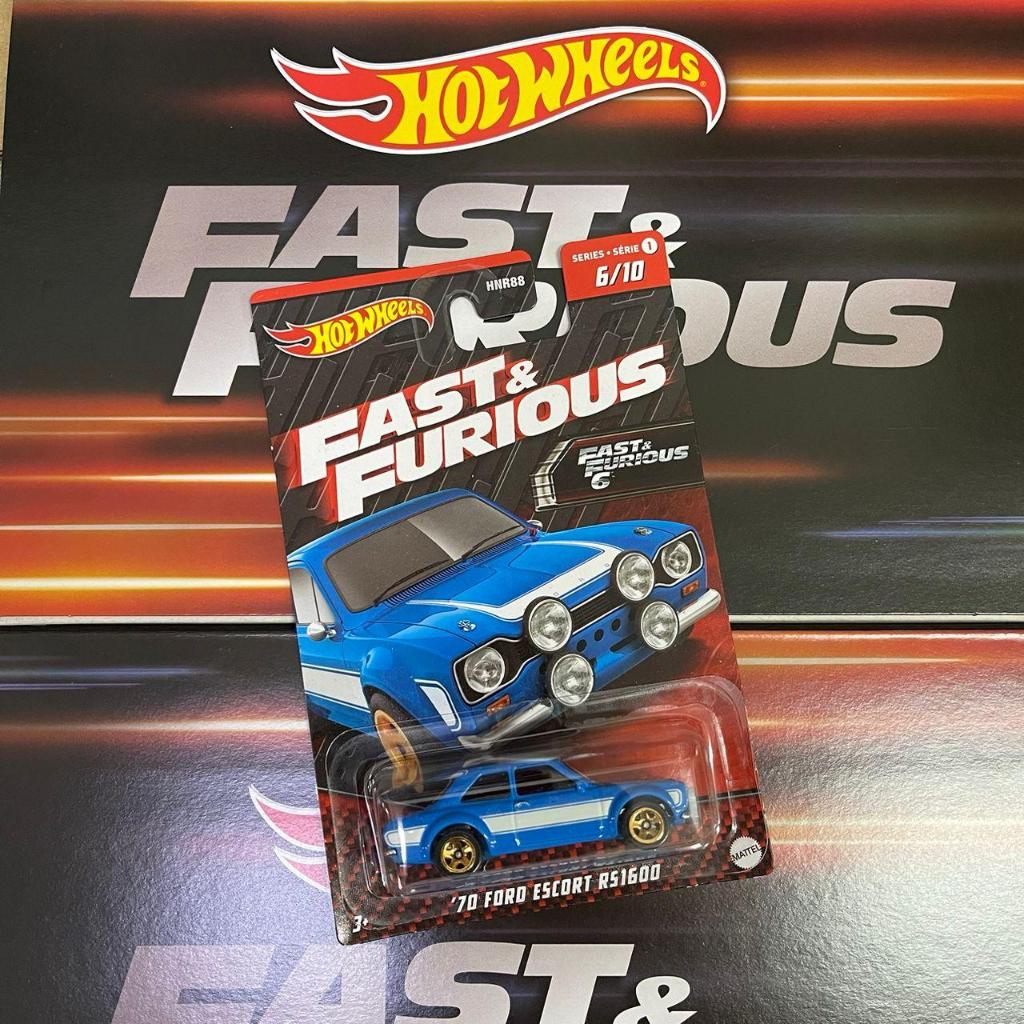 HOT WHEELS
FAST &
FURIOUS
SERIES • SÉRIE 1
6/10
HNR88
HOT WHEELS
FAST &
FURIOUS
FAST &
FURIOUS
6
MATTEL
'70 FORD ESCORT RS1600
3+
FAST &